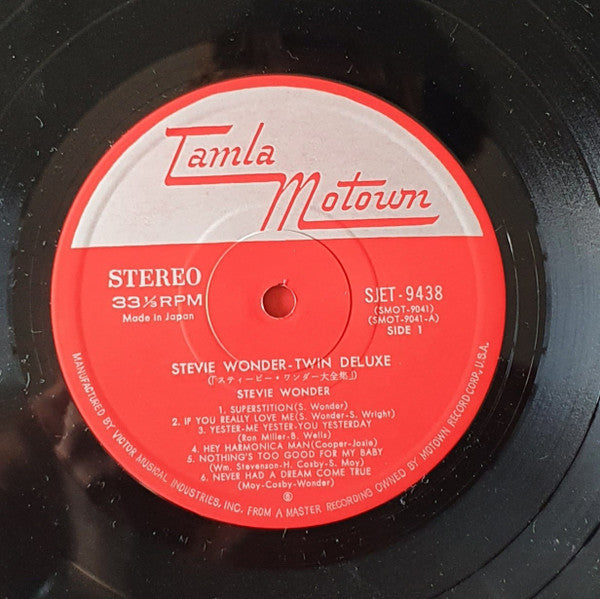 Tamla
Motown
STEREO
33 ⅓ RPM
Made in Japan
SJET-9438
(SMOT-9041)
(SMOT-9041-A)
SIDE 1
STEVIE WONDER-TWIN DELUXE
(『スティービー・ワンダー大全集』)
STEVIE WONDER
1. SUPERSTITION(S. Wonder)
2. IF YOU REALLY LOVE ME(S. Wonder-S. Wright)
3. YESTER-ME YESTER-YOU YESTERDAY
(Ron Miller-B. Wells)
4. HEY HARMONICA MAN(Cooper-Josie)
5. NOTHING'S TOO GOOD FOR MY BABY
(Wm. Stevenson-H. Cosby-S. Moy)
6. NEVER HAD A DREAM COME TRUE
(Moy-Cosby-Wonder)
MANUFACTURED BY VICTOR MUSICAL INDUSTRIES, INC. FROM A MASTER RECORDING OWNED BY MOTOWN RECORD CORP. U.S.A.